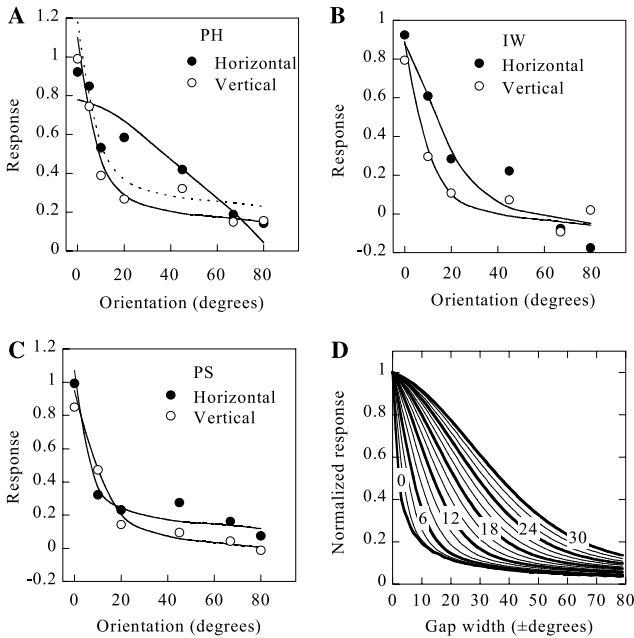 A
PH
Horizontal
Vertical
Response
1.2
1
0.8
0.6
0.4
0.2
0
0 20 40 60 80
Orientation (degrees)
B
IW
Horizontal
Vertical
Response
1
0.8
0.6
0.4
0.2
0
-0.2
0 20 40 60 80
Orientation (degrees)
C
PS
Horizontal
Vertical
Response
1.2
1
0.8
0.6
0.4
0.2
0
-0.2
0 20 40 60 80
Orientation (degrees)
D
Normalized response
1
0.8
0.6
0.4
0.2
0
0 6 12 18 24 30
0 10 20 30 40 50 60 70 80
Gap width (±degrees)